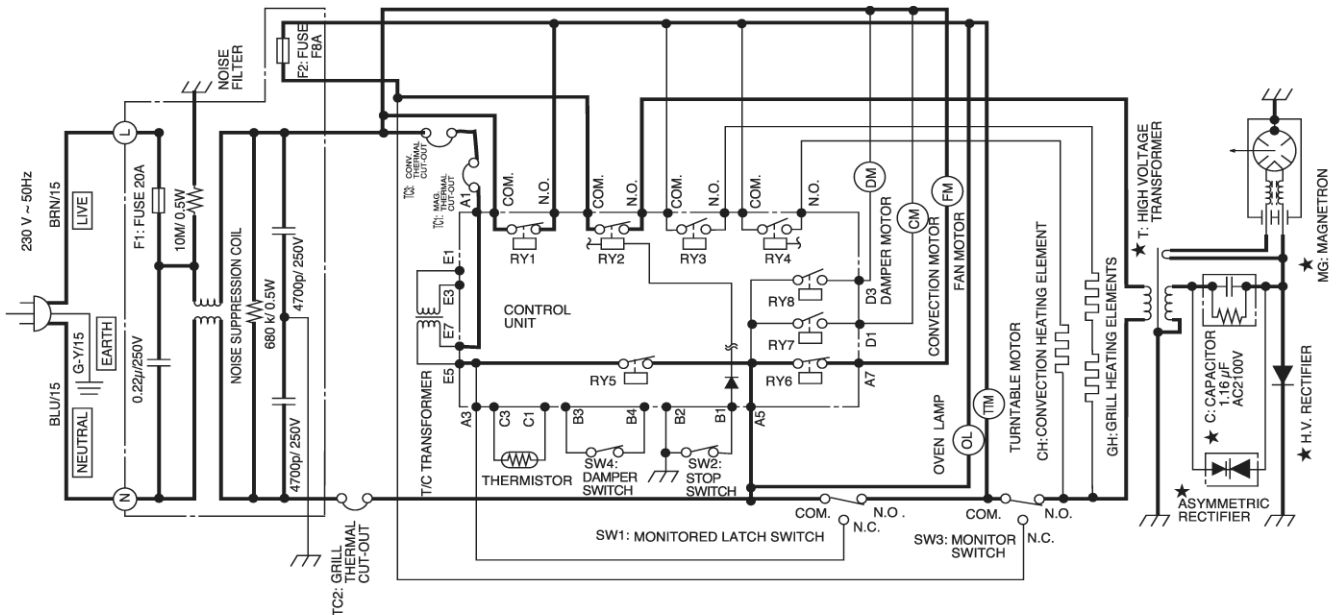 230 V ~ 50Hz
BRN/15
LIVE
L
G-Y/15
EARTH
BLU/15
NEUTRAL
N
F1: FUSE 20A
10M/ 0.5W
0.22μ/250V
NOISE
FILTER
NOISE SUPPRESSION COIL
680 k/ 0.5W
4700p/ 250V
4700p/ 250V
F2: FUSE
F8A
TC2: GRILL
THERMAL
CUT-OUT
TC3: CONV.
THERMAL
CUT-OUT
TC1: MAG.
THERMAL
CUT-OUT
A1
E1
E3
E7
E5
T/C TRANSFORMER
CONTROL
UNIT
COM.
N.O.
COM.
N.O.
COM.
N.O.
COM.
N.O.
RY1
RY2
RY3
RY4
RY8
RY7
RY5
RY6
D3
D1
A7
A3
C3
C1
B3
B4
B2
B1
A5
THERMISTOR
SW4:
DAMPER
SWITCH
SW2:
STOP
SWITCH
DM
DAMPER MOTOR
CM
CONVECTION MOTOR
FM
FAN MOTOR
OL
OVEN LAMP
TTM
TURNTABLE MOTOR
CH: CONVECTION HEATING ELEMENT
GH: GRILL HEATING ELEMENTS
COM.
N.O .
N.C.
SW1: MONITORED LATCH SWITCH
COM.
N.O.
N.C.
SW3: MONITOR
SWITCH
★ T: HIGH VOLTAGE
TRANSFORMER
★ C: CAPACITOR
1.16 μF
AC2100V
★
ASYMMETRIC
RECTIFIER
★ H.V. RECTIFIER
★
MG: MAGNETRON